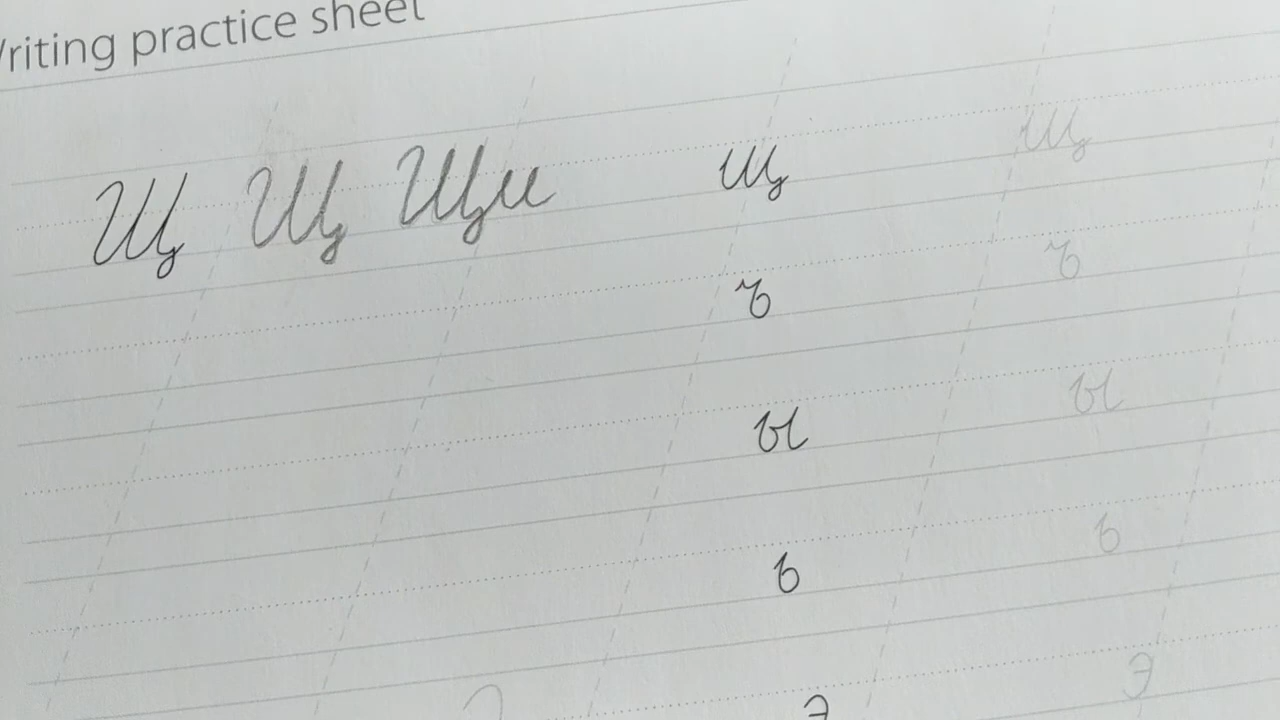 Writing practice sheet
Щ Щ Щи щ щ
ъ ъ
ы ы
ь ь
э э